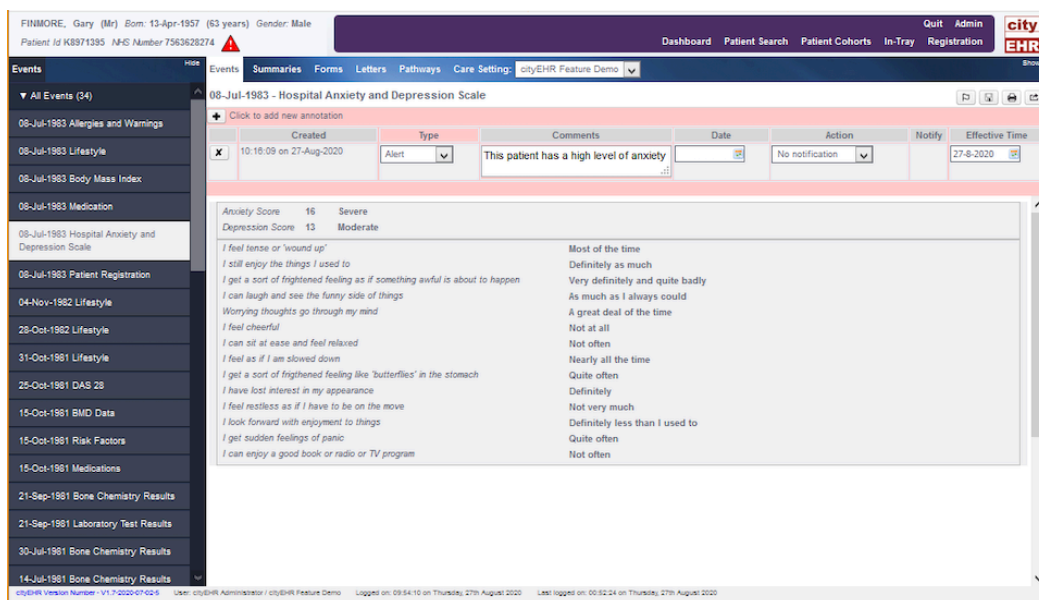 FINMORE, Gary (Mr) Born: 13-Apr-1957 (63 years) Gender: Male
Patient Id K8971395 NHS Number 7563628274
Quit Admin
Dashboard Patient Search Patient Cohorts In-Tray Registration
city
EHR
Events
Hide
Events Summaries Forms Letters Pathways Care Setting: cityEHR Feature Demo
Show
▼ All Events (34)
08-Jul-1983 Allergies and Warnings
08-Jul-1983 Lifestyle
08-Jul-1983 Body Mass Index
08-Jul-1983 Medication
08-Jul-1983 Hospital Anxiety and
Depression Scale
08-Jul-1983 Patient Registration
04-Nov-1982 Lifestyle
28-Oct-1982 Lifestyle
31-Oct-1981 Lifestyle
25-Oct-1981 DAS 28
15-Oct-1981 BMD Data
15-Oct-1981 Risk Factors
15-Oct-1981 Medications
21-Sep-1981 Bone Chemistry Results
21-Sep-1981 Laboratory Test Results
30-Jul-1981 Bone Chemistry Results
14-Jul-1981 Bone Chemistry Results
08-Jul-1983 - Hospital Anxiety and Depression Scale
Click to add new annotation
Created Type Comments Date Action Notify Effective Time
10:16:09 on 27-Aug-2020 Alert This patient has a high level of anxiety No notification 27-8-2020
Anxiety Score 16 Severe
Depression Score 13 Moderate
I feel tense or 'wound up' Most of the time
I still enjoy the things I used to Definitely as much
I get a sort of frightened feeling as if something awful is about to happen Very definitely and quite badly
I can laugh and see the funny side of things As much as I always could
Worrying thoughts go through my mind A great deal of the time
I feel cheerful Not at all
I can sit at ease and feel relaxed Not often
I feel as if I am slowed down Nearly all the time
I get a sort of frigthened feeling like 'butterflies' in the stomach Quite often
I have lost interest in my appearance Definitely
I feel restless as if I have to be on the move Not very much
I look forward with enjoyment to things Definitely less than I used to
I get sudden feelings of panic Quite often
I can enjoy a good book or radio or TV program Not often
cityEHR Version Number - V1.7-2020-07-02-5 User: cityEHR Administrator / cityEHR Feature Demo Logged on: 09:54:10 on Thursday, 27th August 2020 Last logged on: 00:52:24 on Thursday, 27th August 2020